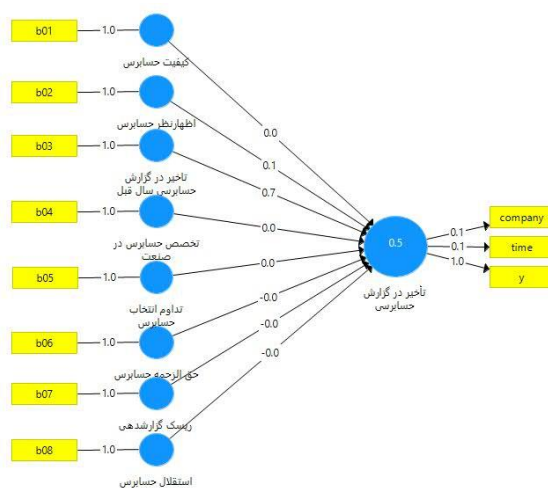 b01
1.0
کیفیت حسابرس
0.0
b02
1.0
اظهارنظر حسابرس
0.1
b03
1.0
تاخیر در گزارش
حسابرسی سال قبل
0.7
b04
1.0
تخصص حسابرس در
صنعت
0.0
b05
1.0
تداوم انتخاب
حسابرس
0.0
b06
1.0
حق الزحمه حسابرس
-0.0
b07
1.0
ریسک گزارشدهی
-0.0
b08
1.0
استقلال حسابرس
-0.0
0.5
تأخیر در گزارش
حسابرسی
0.1
company
0.1
time
1.0
y